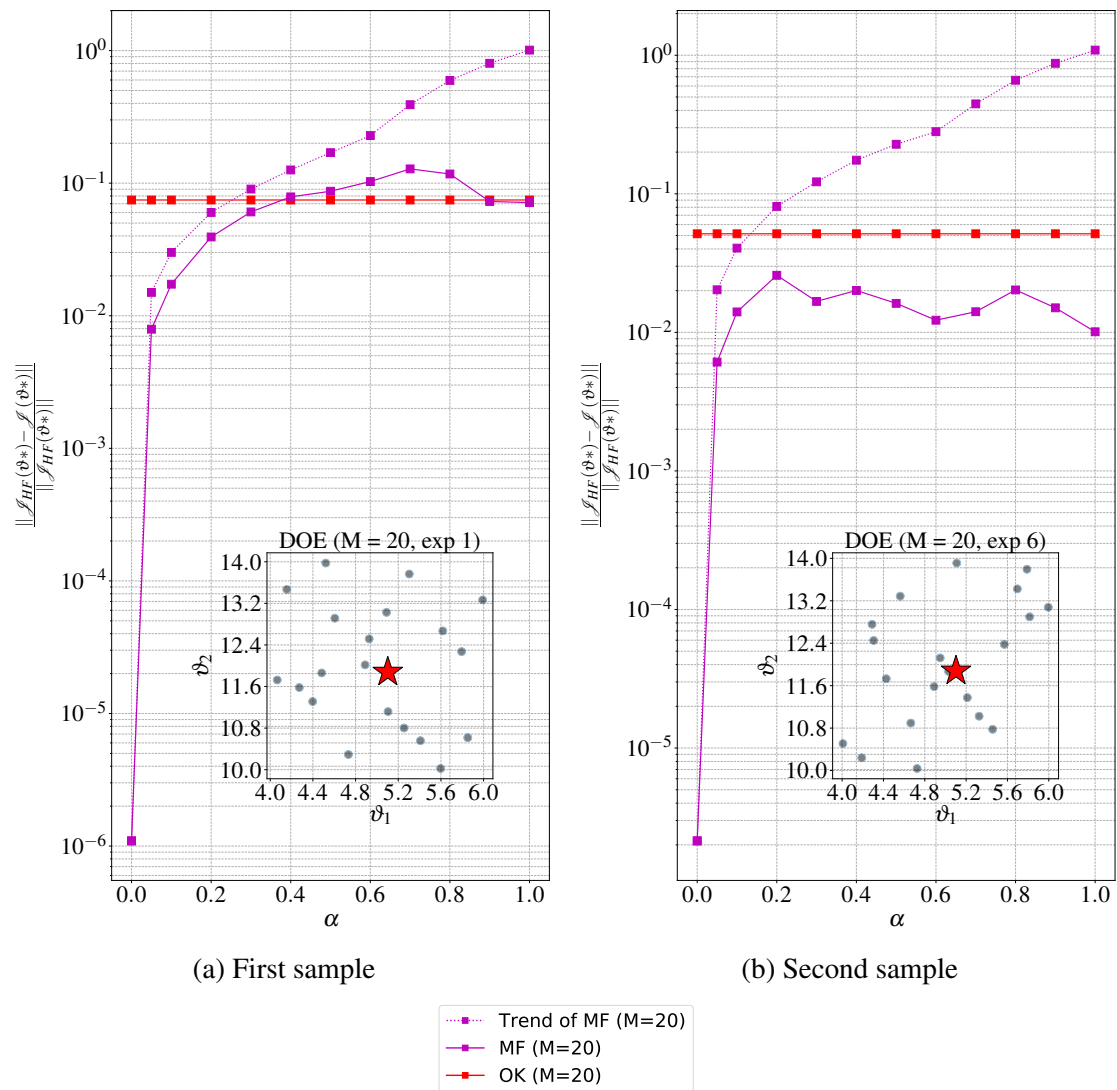 10⁰
10⁻¹
10⁻²
10⁻³
10⁻⁴
10⁻⁵
10⁻⁶
||𝒥_HF(ϑ*)−𝒥(ϑ*)||
||𝒥_HF(ϑ*)||
DOE (M = 20, exp 1)
14.0
13.2
12.4
11.6
10.8
10.0
ϑ₂
4.0 4.4 4.8 5.2 5.6 6.0
ϑ₁
0.0 0.2 0.4 0.6 0.8 1.0
α
(a) First sample
10⁰
10⁻¹
10⁻²
10⁻³
10⁻⁴
10⁻⁵
||𝒥_HF(ϑ*)−𝒥(ϑ*)||
||𝒥_HF(ϑ*)||
DOE (M = 20, exp 6)
14.0
13.2
12.4
11.6
10.8
10.0
ϑ₂
4.0 4.4 4.8 5.2 5.6 6.0
ϑ₁
0.0 0.2 0.4 0.6 0.8 1.0
α
(b) Second sample
Trend of MF (M=20)
MF (M=20)
OK (M=20)